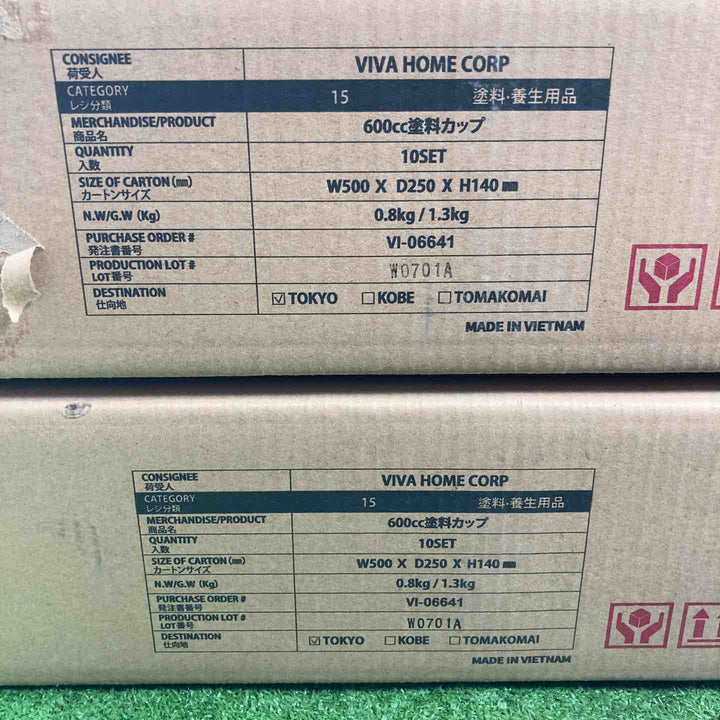 CONSIGNEE
荷受人
VIVA HOME CORP
CATEGORY
レジ分類
15 塗料・養生用品
MERCHANDISE/PRODUCT
商品名
600cc塗料カップ
QUANTITY
入数
10SET
SIZE OF CARTON (㎜)
カートンサイズ
W500 X D250 X H140 ㎜
N.W/G.W (Kg)
0.8kg / 1.3kg
PURCHASE ORDER #
発注書番号
VI-06641
PRODUCTION LOT #
LOT番号
W0701A
DESTINATION
仕向地
☑TOKYO □KOBE □TOMAKOMAI
MADE IN VIETNAM
CONSIGNEE
荷受人
VIVA HOME CORP
CATEGORY
レジ分類
15 塗料・養生用品
MERCHANDISE/PRODUCT
商品名
600cc塗料カップ
QUANTITY
入数
10SET
SIZE OF CARTON (㎜)
カートンサイズ
W500 X D250 X H140 ㎜
N.W/G.W (Kg)
0.8kg / 1.3kg
PURCHASE ORDER #
発注書番号
VI-06641
PRODUCTION LOT #
LOT番号
W0701A
DESTINATION
仕向地
☑TOKYO □KOBE □TOMAKOMAI
MADE IN VIETNAM